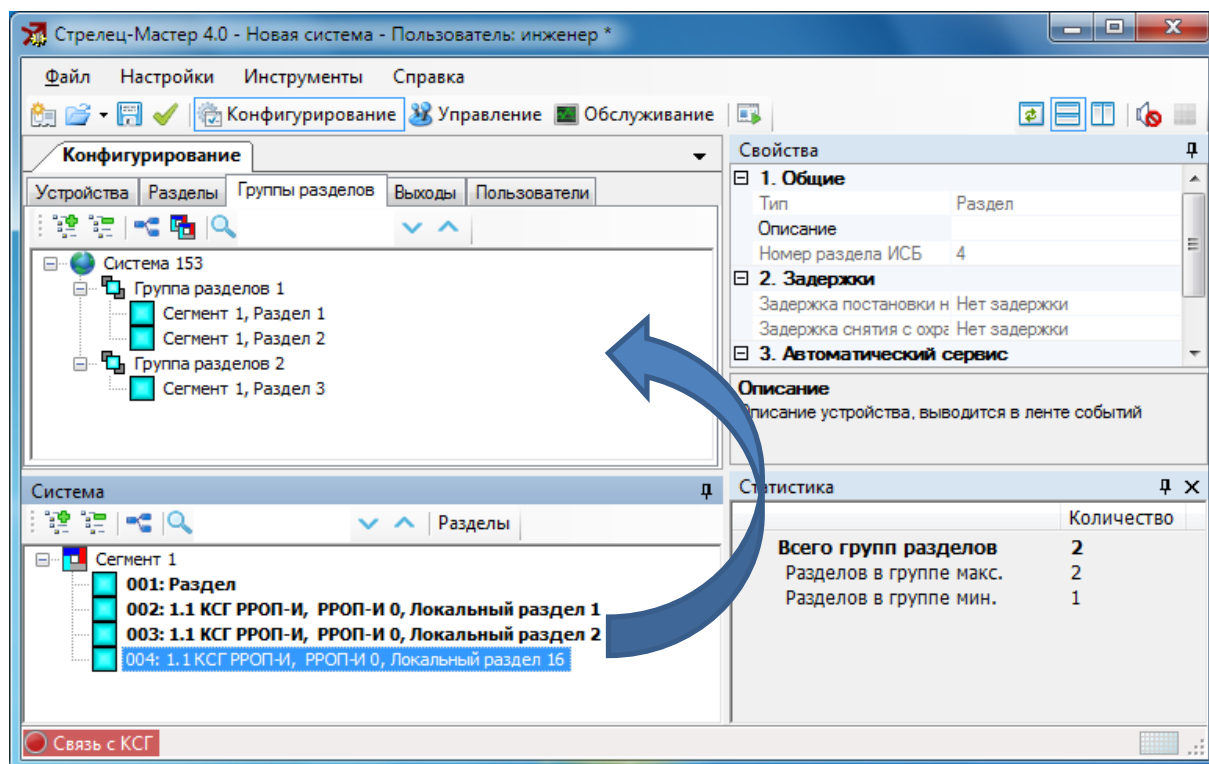 Стрелец-Мастер 4.0 - Новая система - Пользователь: инженер *
Файл Настройки Инструменты Справка
Конфигурирование Управление Обслуживание
Конфигурирование
Устройства Разделы Группы разделов Выходы Пользователи
Система 153
Группа разделов 1
Сегмент 1, Раздел 1
Сегмент 1, Раздел 2
Группа разделов 2
Сегмент 1, Раздел 3
Свойства
1. Общие
Тип Раздел
Описание
Номер раздела ИСБ 4
2. Задержки
Задержка постановки н Нет задержки
Задержка снятия с охра Нет задержки
3. Автоматический сервис
Описание
Описание устройства, выводится в ленте событий
Система
Разделы
Сегмент 1
001: Раздел
002: 1.1 КСГ РРОП-И, РРОП-И 0, Локальный раздел 1
003: 1.1 КСГ РРОП-И, РРОП-И 0, Локальный раздел 2
004: 1.1 КСГ РРОП-И, РРОП-И 0, Локальный раздел 16
Статистика
Количество
Всего групп разделов 2
Разделов в группе макс. 2
Разделов в группе мин. 1
Связь с КСГ